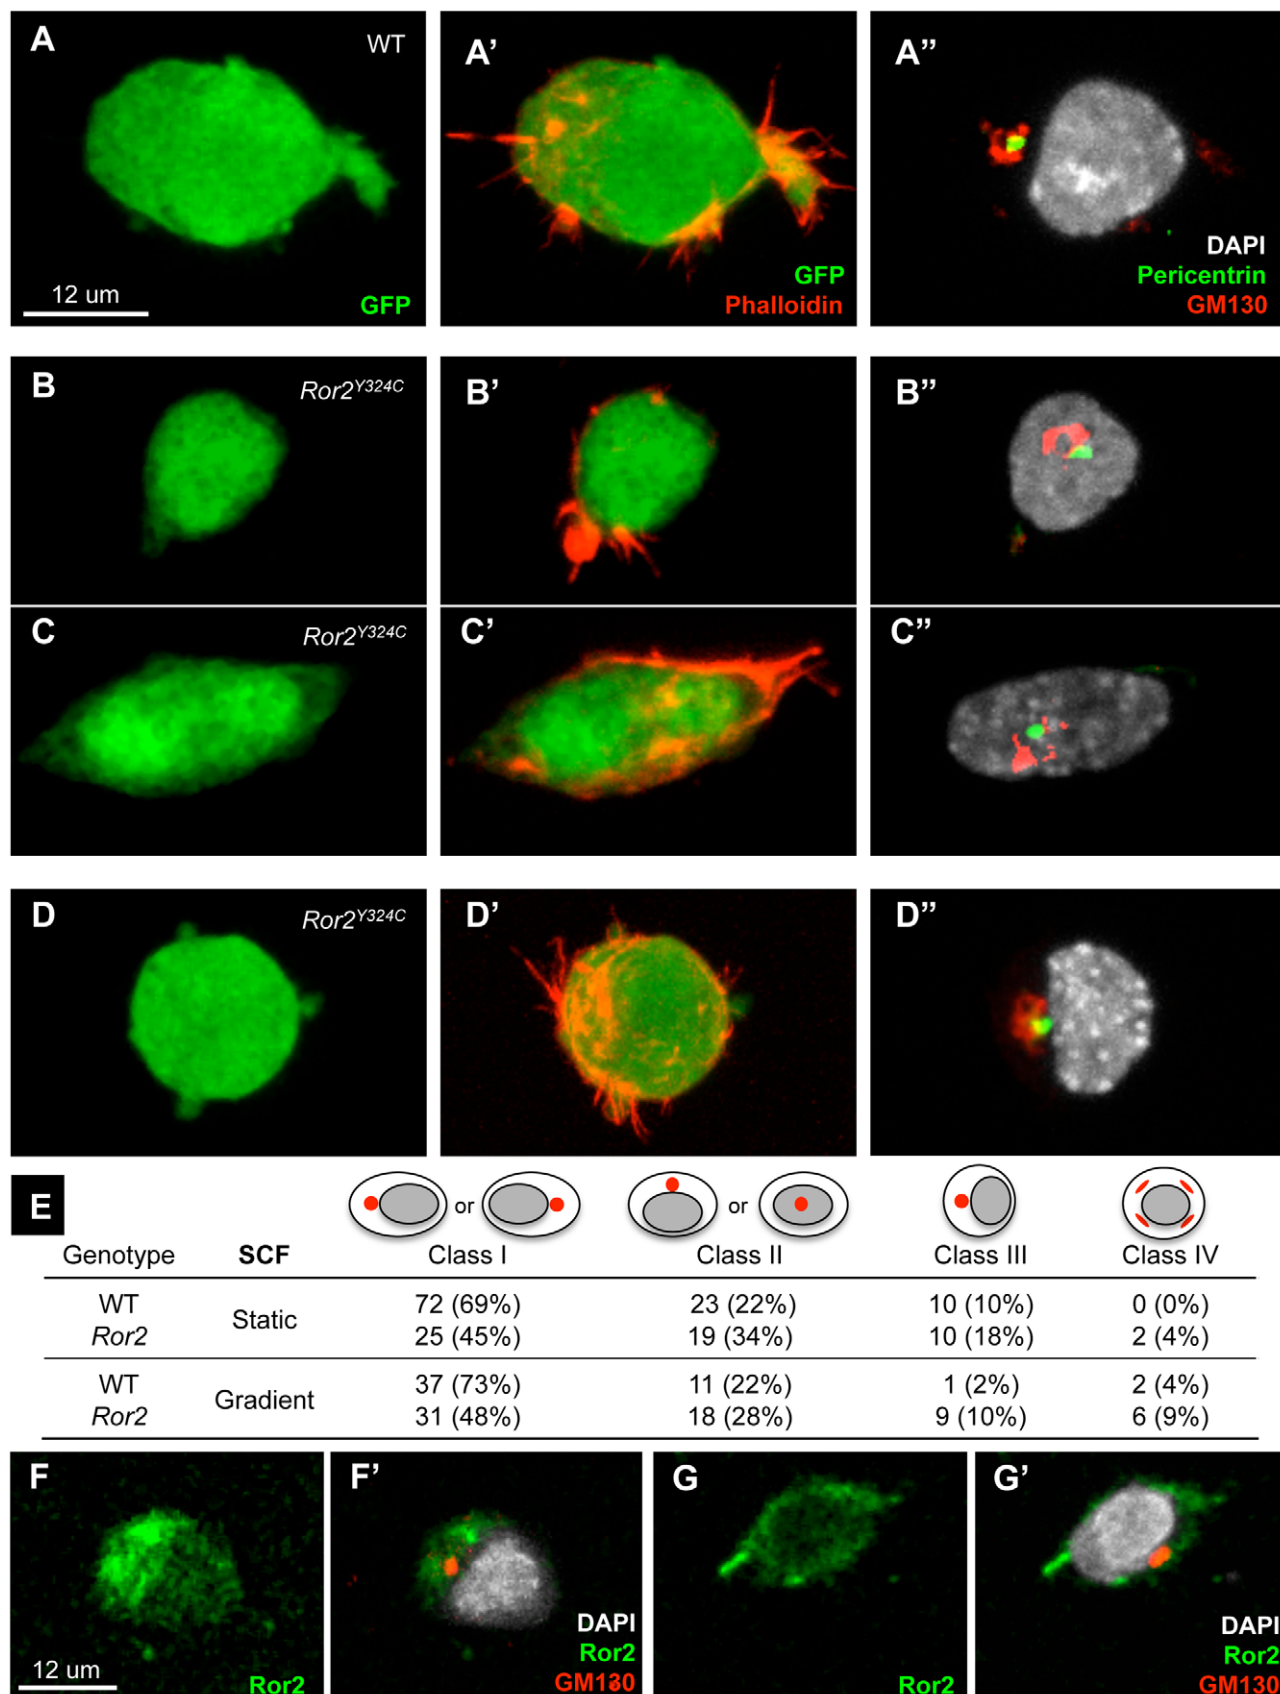 A WT A' A''
12 um GFP
GFP
Phalloidin
DAPI
Pericentrin
GM130
B Ror2Y324C B' B''
C Ror2Y324C C' C''
D Ror2Y324C D' D''
E
or or
Genotype SCF Class I Class II Class III Class IV
WT Static 72 (69%) 23 (22%) 10 (10%) 0 (0%)
Ror2 25 (45%) 19 (34%) 10 (18%) 2 (4%)
WT Gradient 37 (73%) 11 (22%) 1 (2%) 2 (4%)
Ror2 31 (48%) 18 (28%) 9 (10%) 6 (9%)
F F' G G'
12 um Ror2
DAPI
Ror2
GM130
Ror2
DAPI
Ror2
GM130